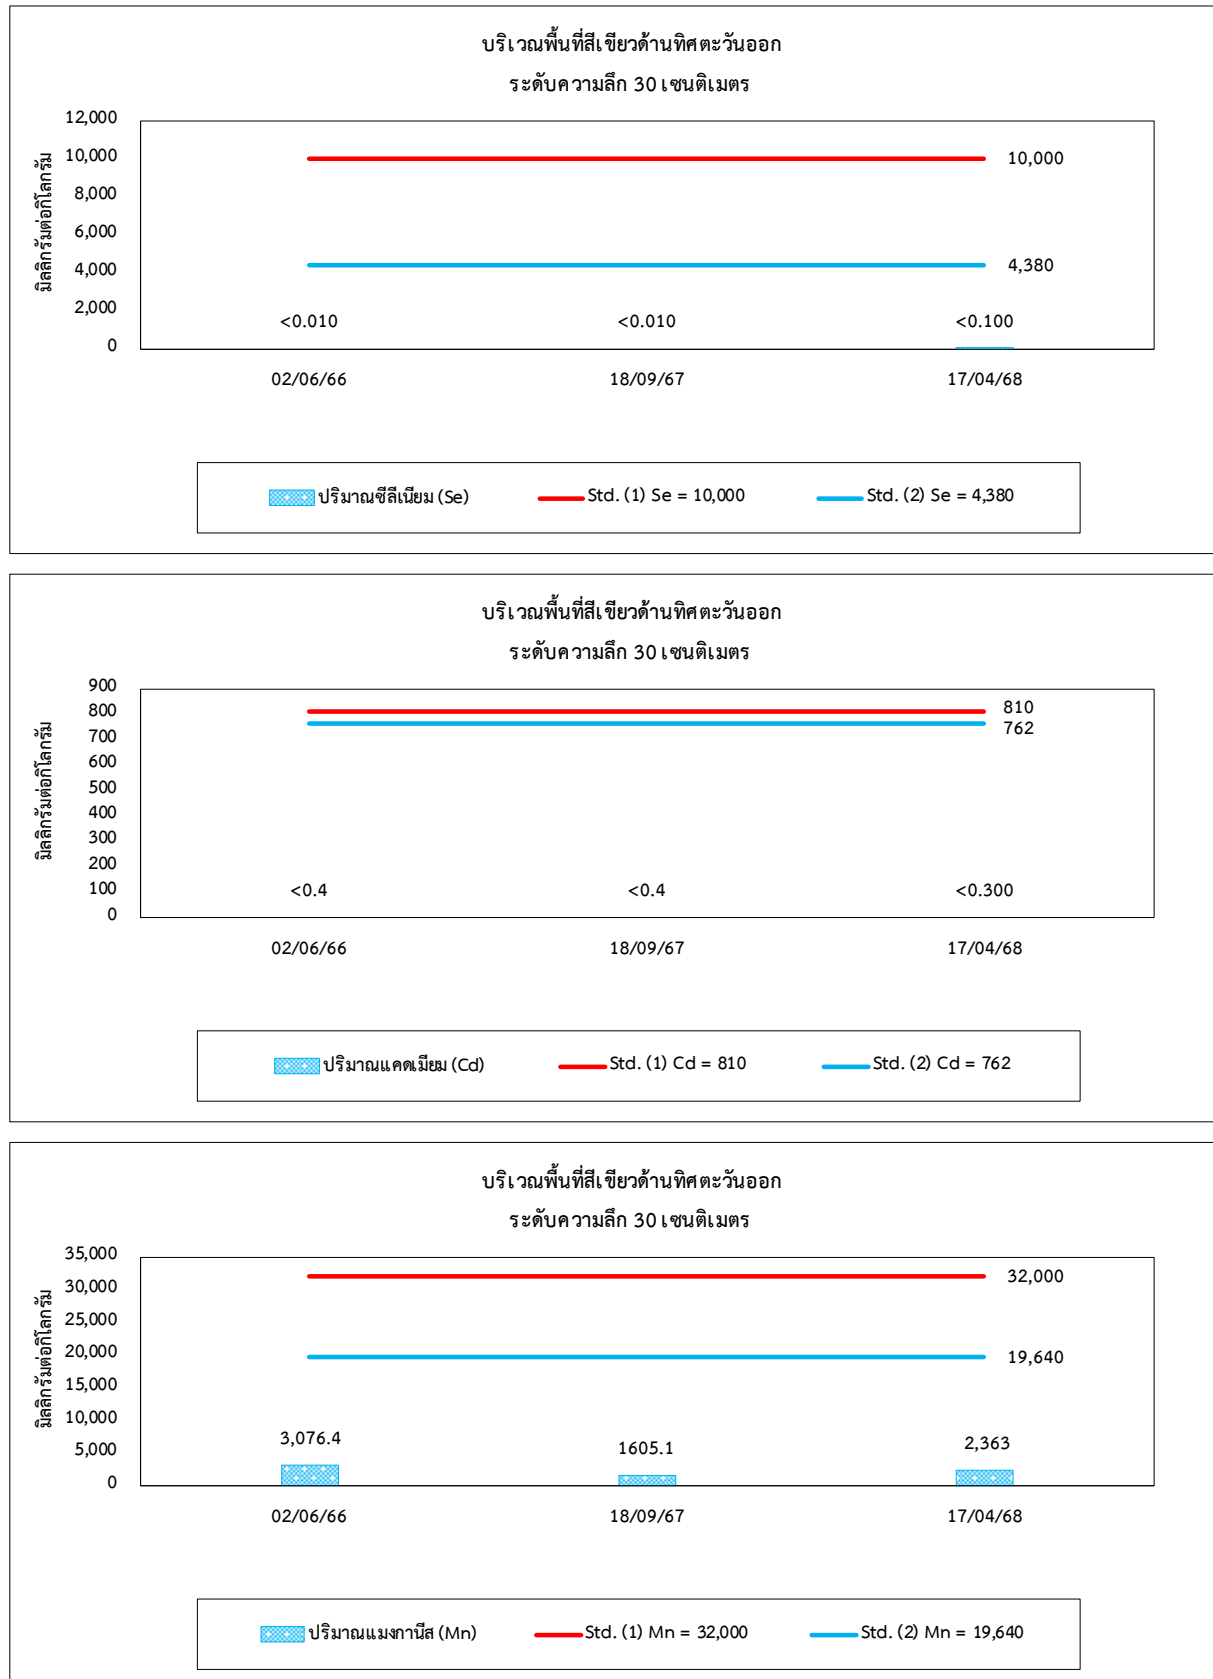 บริเวณพื้นที่สีเขียวด้านทิศตะวันออก
ระดับความลึก 30 เซนติเมตร
มิลลิกรัมต่อกิโลกรัม
12,000
10,000
8,000
6,000
4,000
2,000
0
10,000
4,380
<0.010 <0.010 <0.100
02/06/66 18/09/67 17/04/68
ปริมาณซีลีเนียม (Se) Std. (1) Se = 10,000 Std. (2) Se = 4,380
บริเวณพื้นที่สีเขียวด้านทิศตะวันออก
ระดับความลึก 30 เซนติเมตร
มิลลิกรัมต่อกิโลกรัม
900
800
700
600
500
400
300
200
100
0
810
762
<0.4 <0.4 <0.300
02/06/66 18/09/67 17/04/68
ปริมาณแคดเมียม (Cd) Std. (1) Cd = 810 Std. (2) Cd = 762
บริเวณพื้นที่สีเขียวด้านทิศตะวันออก
ระดับความลึก 30 เซนติเมตร
มิลลิกรัมต่อกิโลกรัม
35,000
30,000
25,000
20,000
15,000
10,000
5,000
0
32,000
19,640
3,076.4 1605.1 2,363
02/06/66 18/09/67 17/04/68
ปริมาณแมงกานีส (Mn) Std. (1) Mn = 32,000 Std. (2) Mn = 19,640